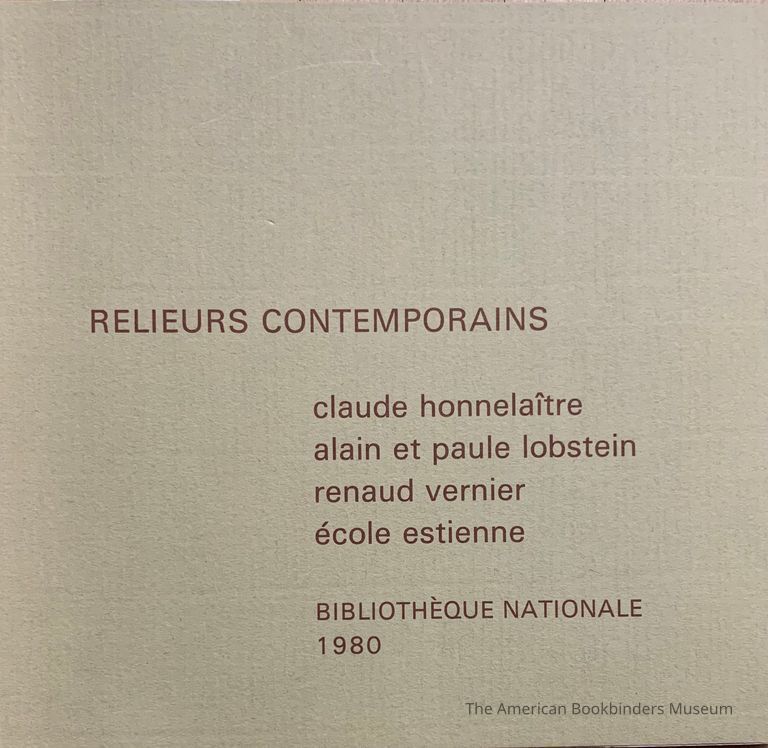 RELIEURS CONTEMPORAINS
claude honnelaître
alain et paule lobstein
renaud vernier
école estienne
BIBLIOTHÈQUE NATIONALE
1980
The American Bookbinders Museum